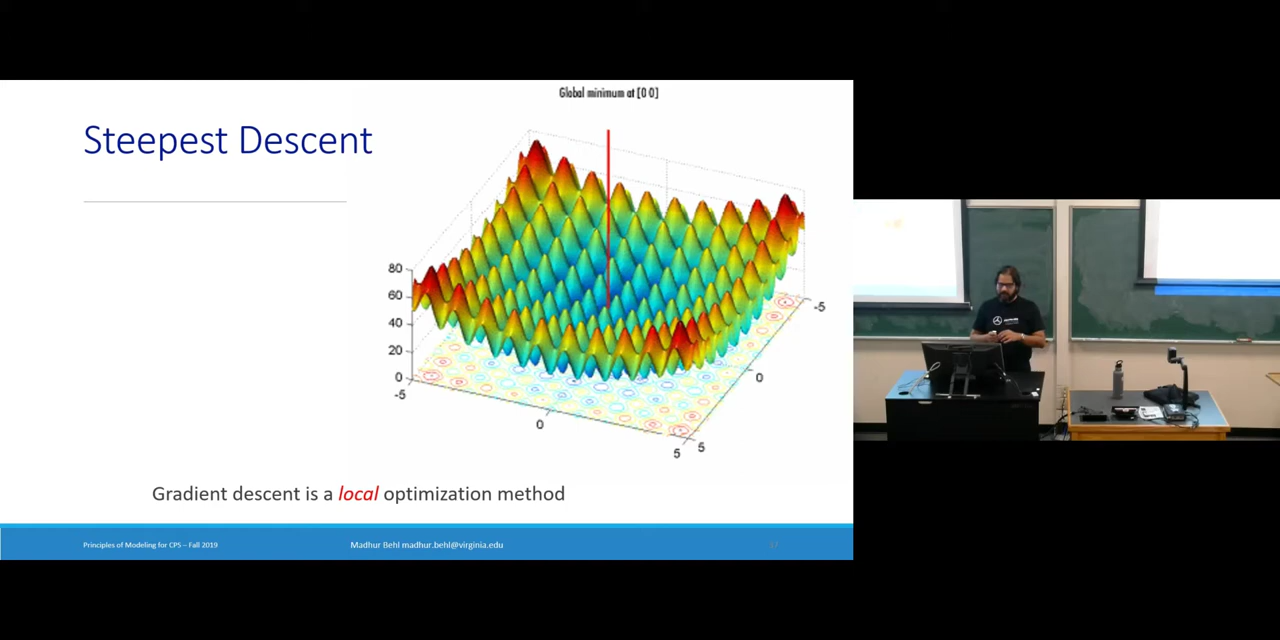 Global minimum at [0 0]
Steepest Descent
80
60
40
20
0
-5
0
5
5
0
-5
Gradient descent is a local optimization method
Principles of Modeling for CPS – Fall 2019
Madhur Behl madhur.behl@virginia.edu